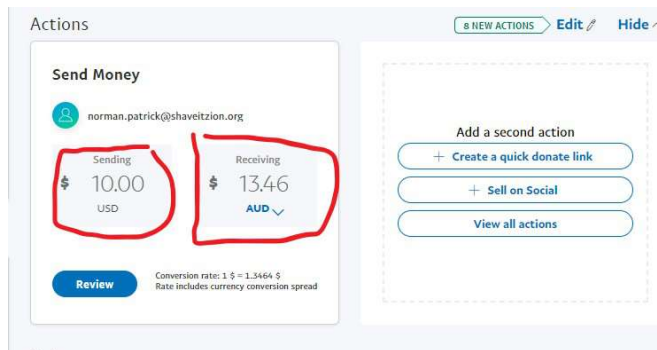 Actions
8 NEW ACTIONS Edit Hide
Send Money
norman.patrick@shaveitzion.org
Sending
$ 10.00
USD
Receiving
$ 13.46
AUD
Review
Conversion rate: 1 $ = 1.3464 $
Rate includes currency conversion spread
Add a second action
+ Create a quick donate link
+ Sell on Social
View all actions